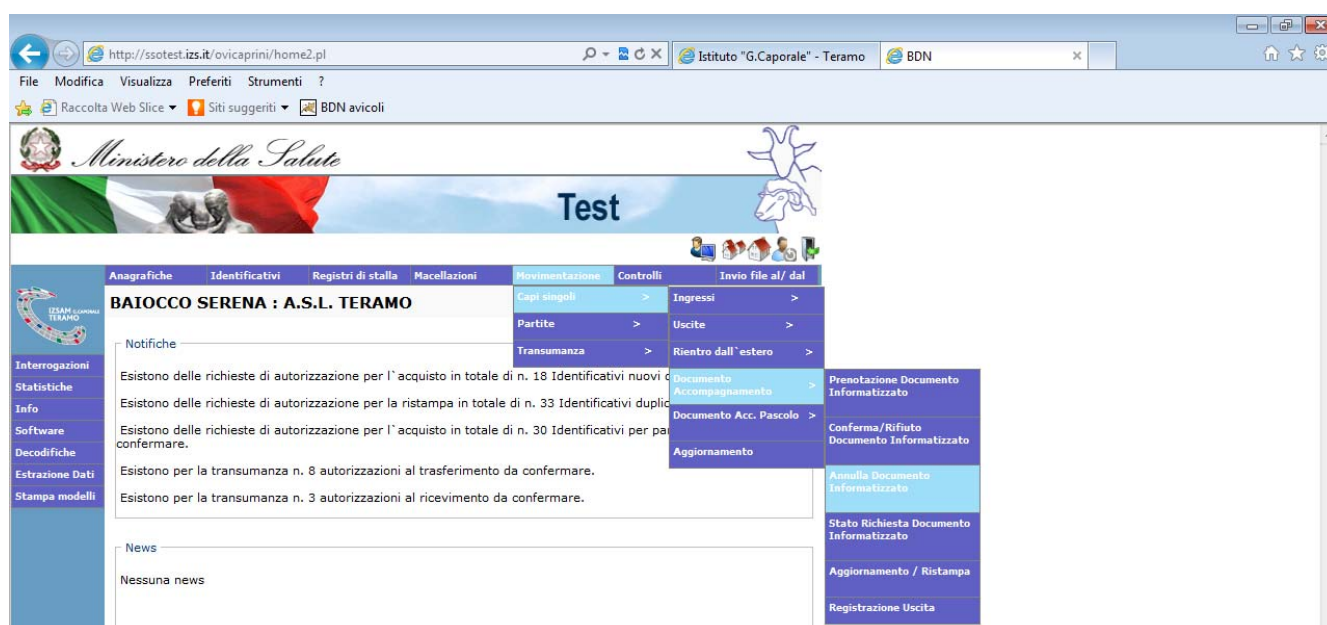 http://ssotest.izs.it/ovicaprini/home2.pl
Istituto "G.Caporale" - Teramo
BDN
File Modifica Visualizza Preferiti Strumenti ?
Raccolta Web Slice
Siti suggeriti
BDN avicoli
Ministero della Salute
Test
Anagrafiche Identificativi Registri di stalla Macellazioni Movimentazione Controlli Invio file al/ dal
IZSAM G.CAPORALE
TERAMO
BAIOCCO SERENA : A.S.L. TERAMO
Capi singoli >
Partite >
Transumanza >
Ingressi >
Uscite >
Rientro dall`estero >
Documento
Accompagnamento >
Documento Acc. Pascolo >
Aggiornamento
Prenotazione Documento
Informatizzato
Conferma/Rifiuto
Documento Informatizzato
Annulla Documento
Informatizzato
Stato Richiesta Documento
Informatizzato
Aggiornamento / Ristampa
Registrazione Uscita
Interrogazioni
Statistiche
Info
Software
Decodifiche
Estrazione Dati
Stampa modelli
Notifiche
Esistono delle richieste di autorizzazione per l`acquisto in totale di n. 18 Identificativi nuovi
Esistono delle richieste di autorizzazione per la ristampa in totale di n. 33 Identificativi
Esistono delle richieste di autorizzazione per l`acquisto in totale di n. 30 Identificativi per
confermare.
Esistono per la transumanza n. 8 autorizzazioni al trasferimento da confermare.
Esistono per la transumanza n. 3 autorizzazioni al ricevimento da confermare.
News
Nessuna news